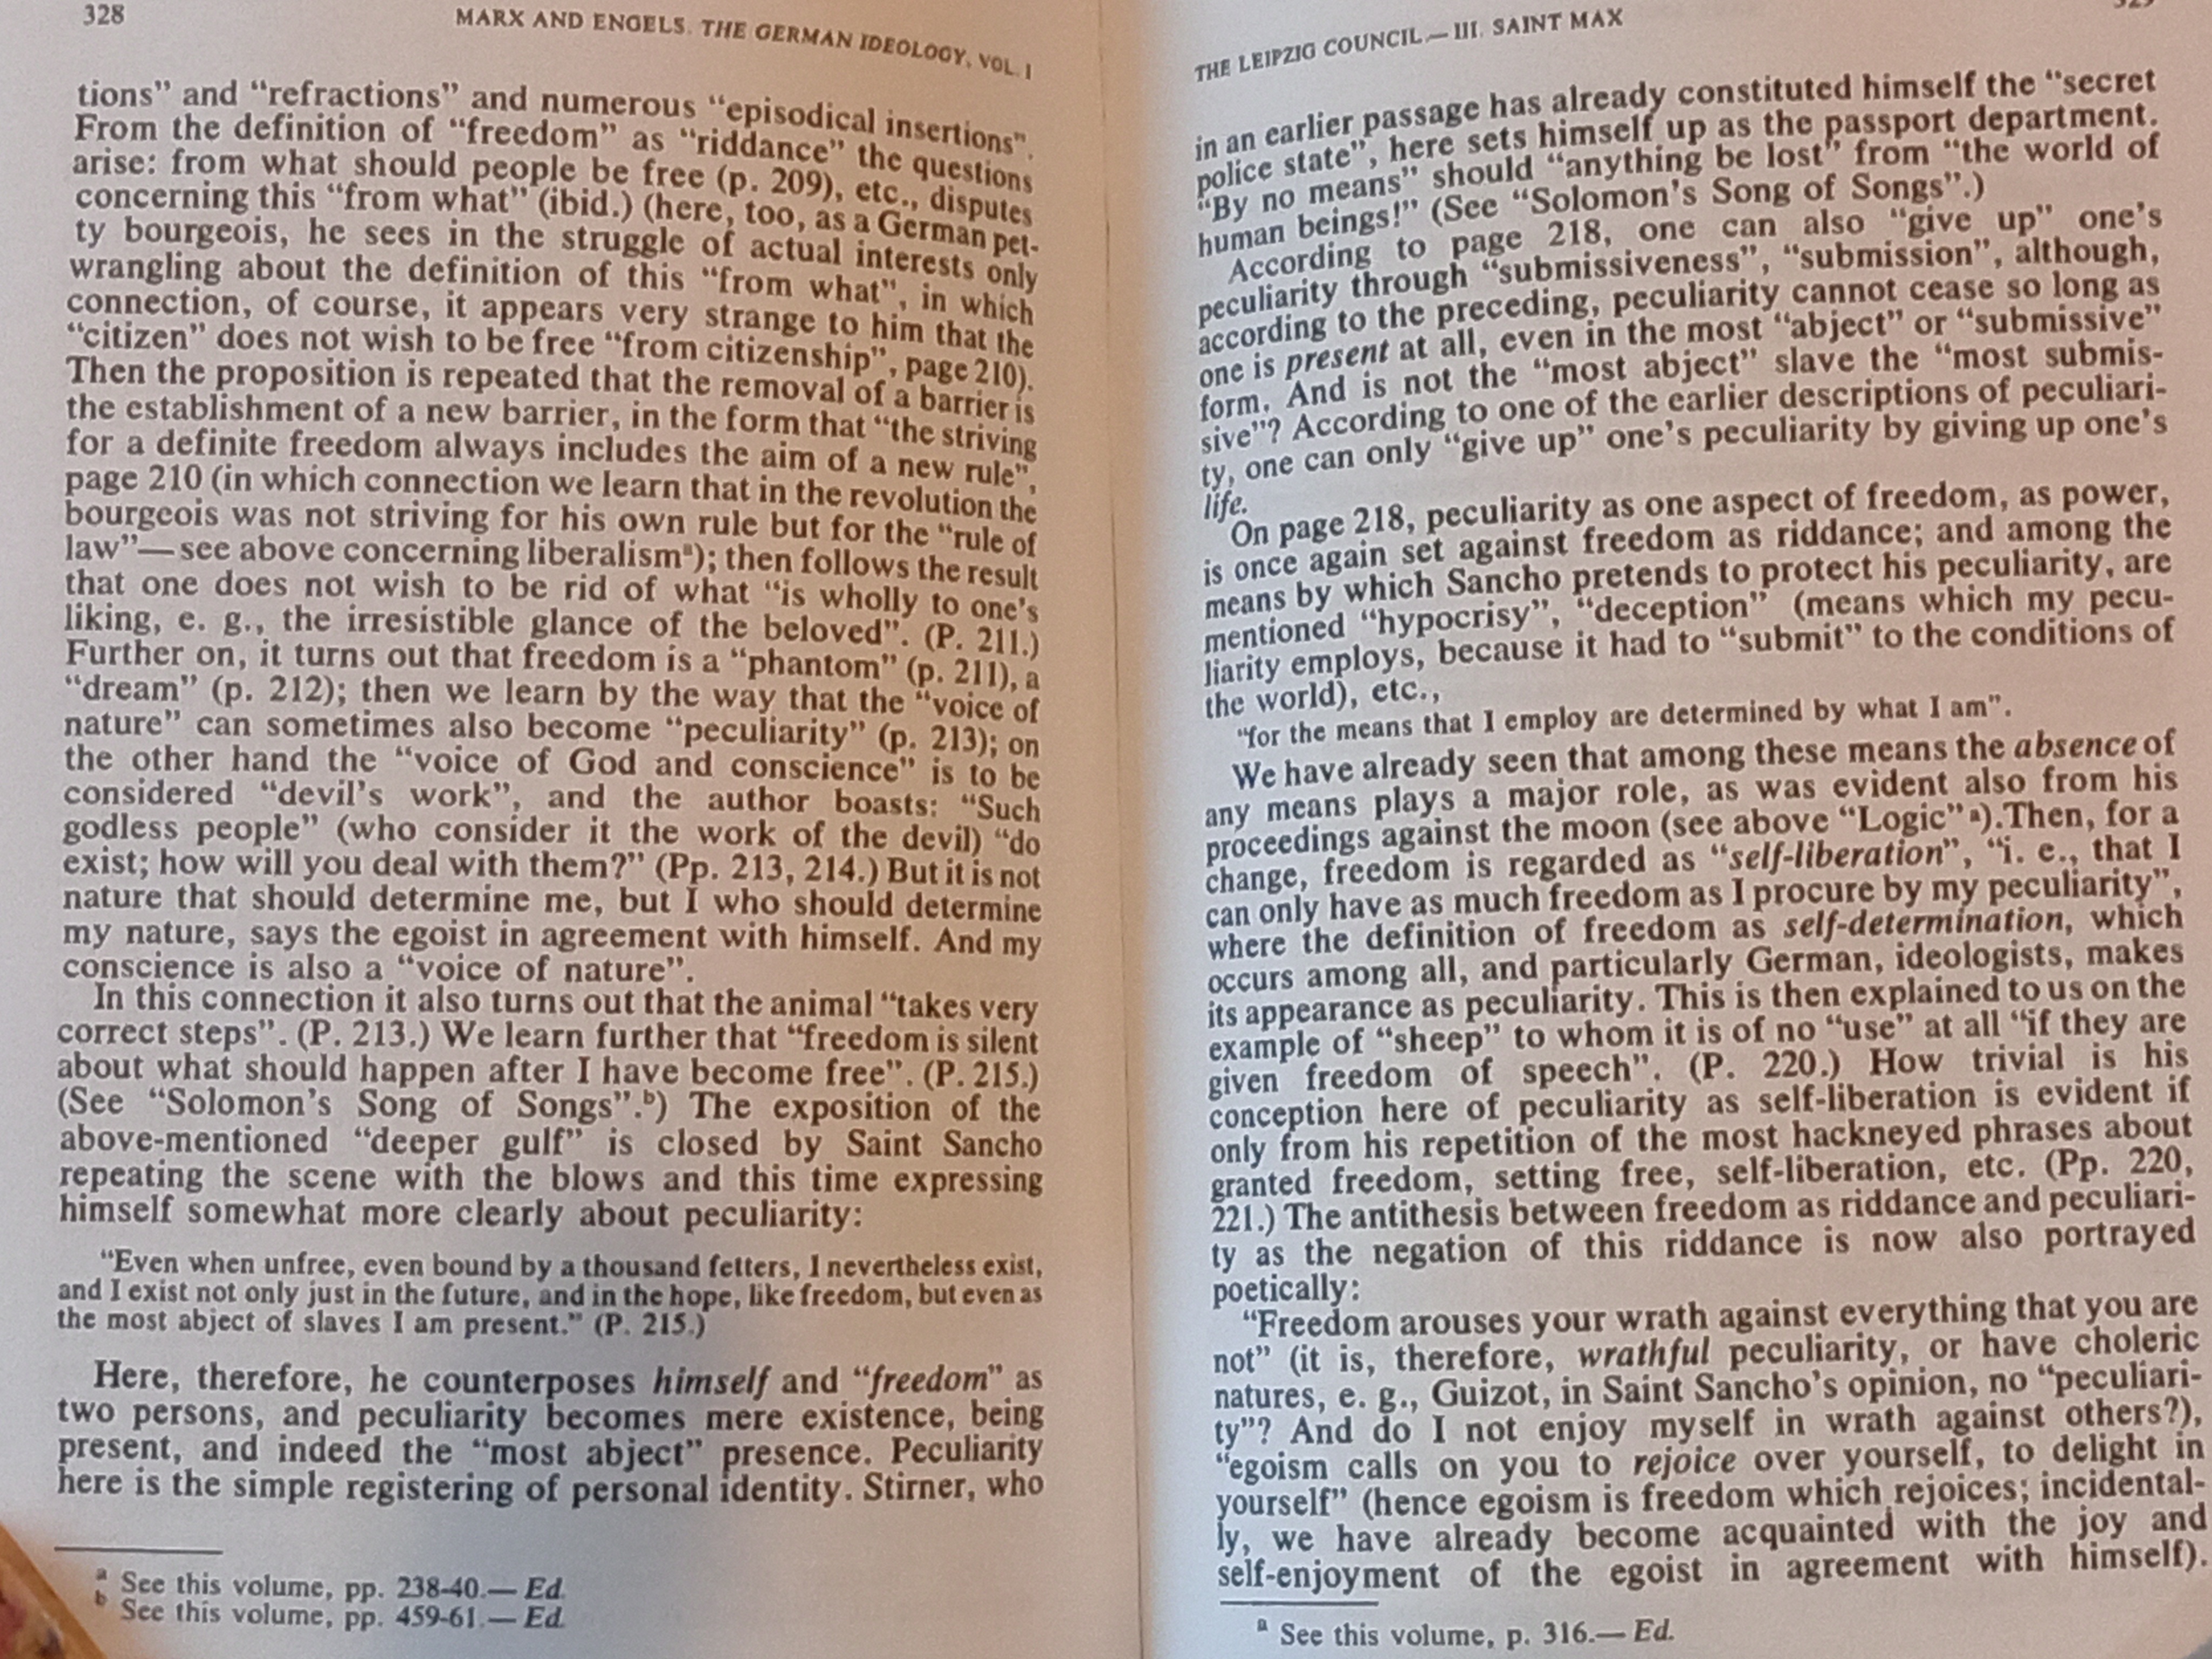 328
MARX AND ENGELS. THE GERMAN IDEOLOGY, VOL. I
tions” and “refractions” and numerous “episodical insertions”.
From the definition of “freedom” as “riddance” the questions
arise: from what should people be free (p. 209), etc., disputes
concerning this “from what” (ibid.) (here, too, as a German pet-
ty bourgeois, he sees in the struggle of actual interests only
wrangling about the definition of this “from what”, in which
connection, of course, it appears very strange to him that the
“citizen” does not wish to be free “from citizenship”, page 210).
Then the proposition is repeated that the removal of a barrier is
the establishment of a new barrier, in the form that “the striving
for a definite freedom always includes the aim of a new rule”,
page 210 (in which connection we learn that in the revolution the
bourgeois was not striving for his own rule but for the “rule of
law”—see above concerning liberalismᵃ); then follows the result
that one does not wish to be rid of what “is wholly to one’s
liking, e. g., the irresistible glance of the beloved”. (P. 211.)
Further on, it turns out that freedom is a “phantom” (p. 211), a
“dream” (p. 212); then we learn by the way that the “voice of
nature” can sometimes also become “peculiarity” (p. 213); on
the other hand the “voice of God and conscience” is to be
considered “devil’s work”, and the author boasts: “Such
godless people” (who consider it the work of the devil) “do
exist; how will you deal with them?” (Pp. 213, 214.) But it is not
nature that should determine me, but I who should determine
my nature, says the egoist in agreement with himself. And my
conscience is also a “voice of nature”.
In this connection it also turns out that the animal “takes very
correct steps”. (P. 213.) We learn further that “freedom is silent
about what should happen after I have become free”. (P. 215.)
(See “Solomon’s Song of Songs”.ᵇ) The exposition of the
above-mentioned “deeper gulf” is closed by Saint Sancho
repeating the scene with the blows and this time expressing
himself somewhat more clearly about peculiarity:
“Even when unfree, even bound by a thousand fetters, I nevertheless exist,
and I exist not only just in the future, and in the hope, like freedom, but even as
the most abject of slaves I am present.” (P. 215.)
Here, therefore, he counterposes himself and “freedom” as
two persons, and peculiarity becomes mere existence, being
present, and indeed the “most abject” presence. Peculiarity
here is the simple registering of personal identity. Stirner, who
ᵃ See this volume, pp. 238-40.—Ed.
ᵇ See this volume, pp. 459-61.—Ed.
THE LEIPZIG COUNCIL.—III. SAINT MAX
in an earlier passage has already constituted himself the “secret
police state”, here sets himself up as the passport department.
“By no means” should “anything be lost” from “the world of
human beings!” (See “Solomon’s Song of Songs”.)
According to page 218, one can also “give up” one’s
peculiarity through “submissiveness”, “submission”, although,
according to the preceding, peculiarity cannot cease so long as
one is present at all, even in the most “abject” or “submissive”
form. And is not the “most abject” slave the “most submis-
sive”? According to one of the earlier descriptions of peculiari-
ty, one can only “give up” one’s peculiarity by giving up one’s
life.
On page 218, peculiarity as one aspect of freedom, as power,
is once again set against freedom as riddance; and among the
means by which Sancho pretends to protect his peculiarity, are
mentioned “hypocrisy”, “deception” (means which my pecu-
liarity employs, because it had to “submit” to the conditions of
the world), etc.,
“for the means that I employ are determined by what I am”.
We have already seen that among these means the absence of
any means plays a major role, as was evident also from his
proceedings against the moon (see above “Logic”ᵃ).Then, for a
change, freedom is regarded as “self-liberation”, “i. e., that I
can only have as much freedom as I procure by my peculiarity”,
where the definition of freedom as self-determination, which
occurs among all, and particularly German, ideologists, makes
its appearance as peculiarity. This is then explained to us on the
example of “sheep” to whom it is of no “use” at all “if they are
given freedom of speech”. (P. 220.) How trivial is his
conception here of peculiarity as self-liberation is evident if
only from his repetition of the most hackneyed phrases about
granted freedom, setting free, self-liberation, etc. (Pp. 220,
221.) The antithesis between freedom as riddance and peculiari-
ty as the negation of this riddance is now also portrayed
poetically:
“Freedom arouses your wrath against everything that you are
not” (it is, therefore, wrathful peculiarity, or have choleric
natures, e. g., Guizot, in Saint Sancho’s opinion, no “peculiari-
ty”? And do I not enjoy myself in wrath against others?),
“egoism calls on you to rejoice over yourself, to delight in
yourself” (hence egoism is freedom which rejoices; incidental-
ly, we have already become acquainted with the joy and
self-enjoyment of the egoist in agreement with himself).
ᵃ See this volume, p. 316.—Ed.